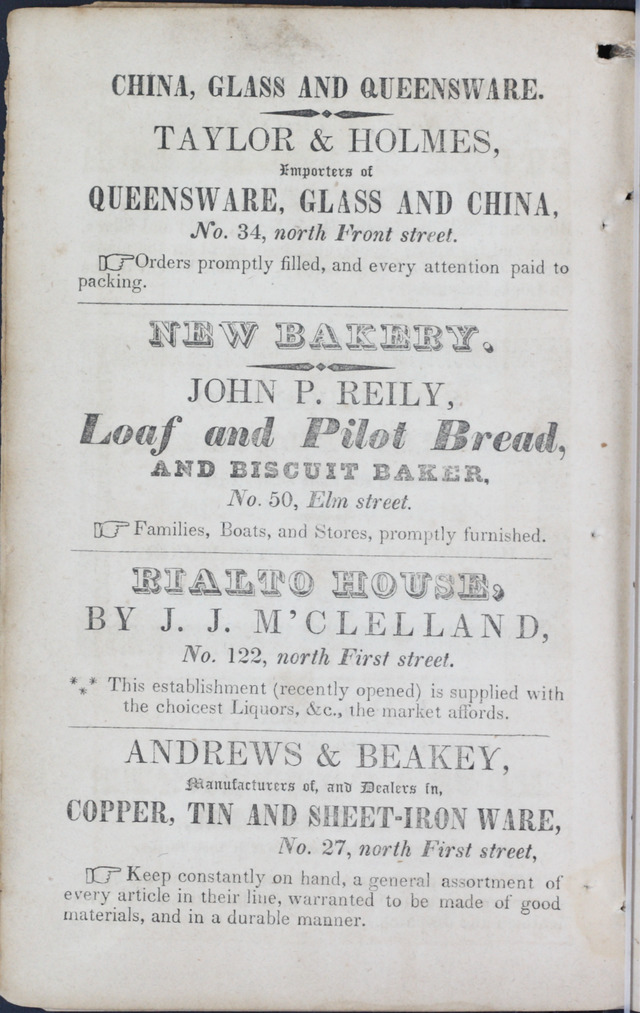 CHINA, GLASS AND QUEENSWARE.
TAYLOR & HOLMES,
Importers of
QUEENSWARE, GLASS AND CHINA,
No. 34, north Front street.
☞Orders promptly filled, and every attention paid to
packing.
NEW BAKERY.
JOHN P. REILY,
Loaf and Pilot Bread,
AND BISCUIT BAKER,
No. 50, Elm street.
☞Families, Boats, and Stores, promptly furnished.
RIALTO HOUSE,
BY J. J. M'CLELLAND,
No. 122, north First street.
*** This establishment (recently opened) is supplied with
the choicest Liquors, &c., the market affords.
ANDREWS & BEAKEY,
Manufacturers of, and Dealers in,
COPPER, TIN AND SHEET-IRON WARE,
No. 27, north First street,
☞Keep constantly on hand, a general assortment of
every article in their line, warranted to be made of good
materials, and in a durable manner.